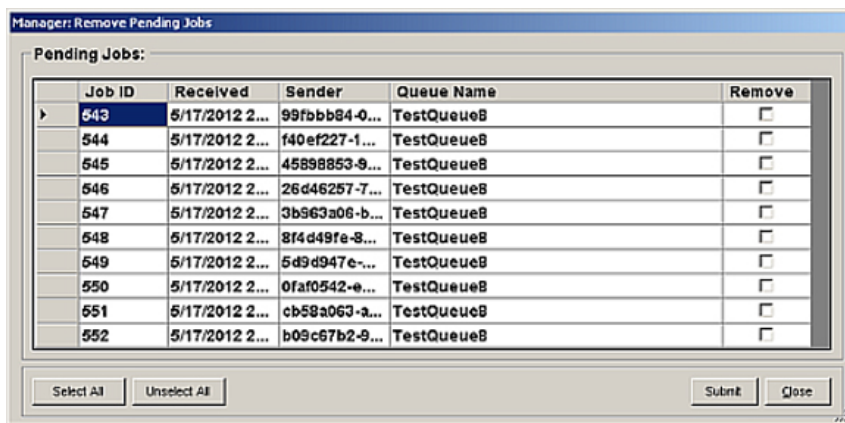 Manager: Remove Pending Jobs
Pending Jobs:
Job ID Received Sender Queue Name Remove
543 5/17/2012 2... 99fbbb84-0... TestQueueB
544 5/17/2012 2... f40ef227-1... TestQueueB
545 5/17/2012 2... 45898853-9... TestQueueB
546 5/17/2012 2... 26d46257-7... TestQueueB
547 5/17/2012 2... 3b963a06-b... TestQueueB
548 5/17/2012 2... 8f4d49fe-8... TestQueueB
549 5/17/2012 2... 5d9d947e-... TestQueueB
550 5/17/2012 2... 0faf0542-e... TestQueueB
551 5/17/2012 2... cb58a063-a... TestQueueB
552 5/17/2012 2... b09c67b2-9... TestQueueB
Select All Unselect All Submit Close